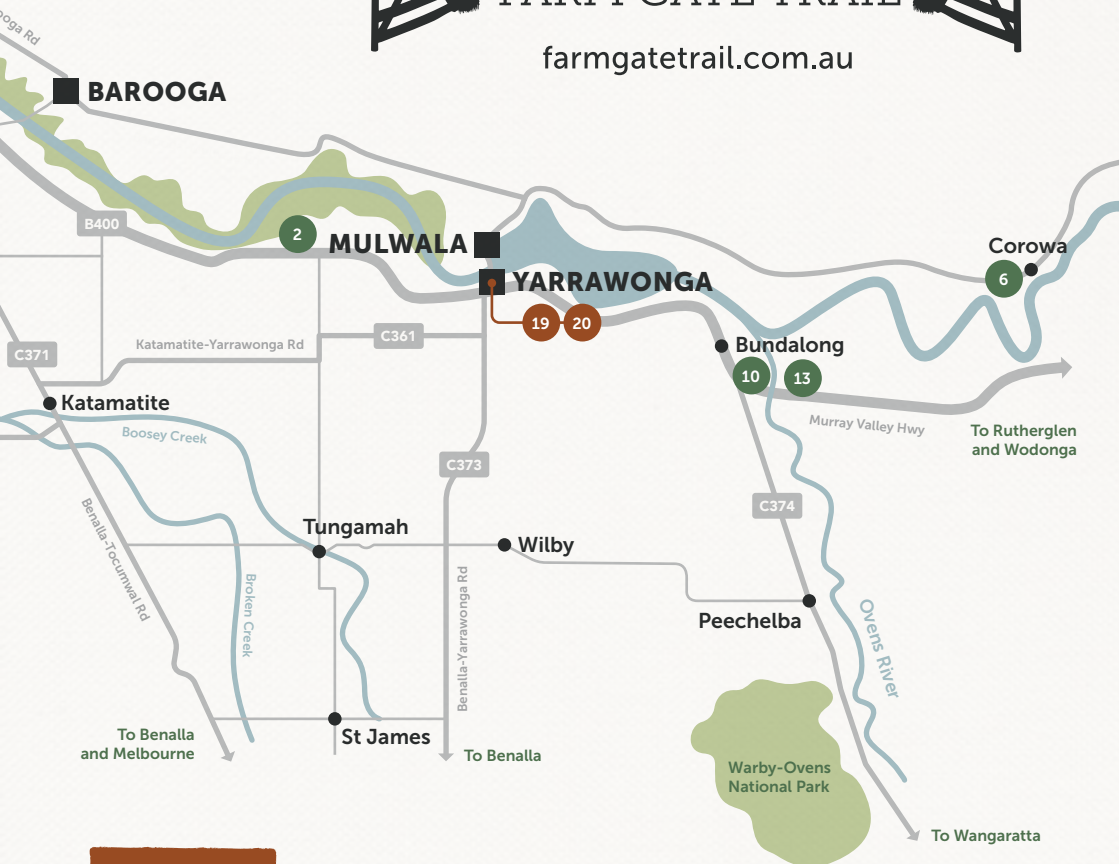 FARM GATE TRAIL
farmgatetrail.com.au
Rd
BAROOGA
B400
2
MULWALA
YARRAWONGA
19
20
Corowa
6
C371
Katamatite-Yarrawonga Rd
C361
Bundalong
10
13
Murray Valley Hwy
To Rutherglen
and Wodonga
Katamatite
Boosey Creek
C373
C374
Benalla-Tocumwal Rd
Tungamah
Wilby
Broken Creek
Benalla-Yarrawonga Rd
Peechelba
Ovens River
St James
To Benalla
and Melbourne
To Benalla
Warby-Ovens
National Park
To Wangaratta